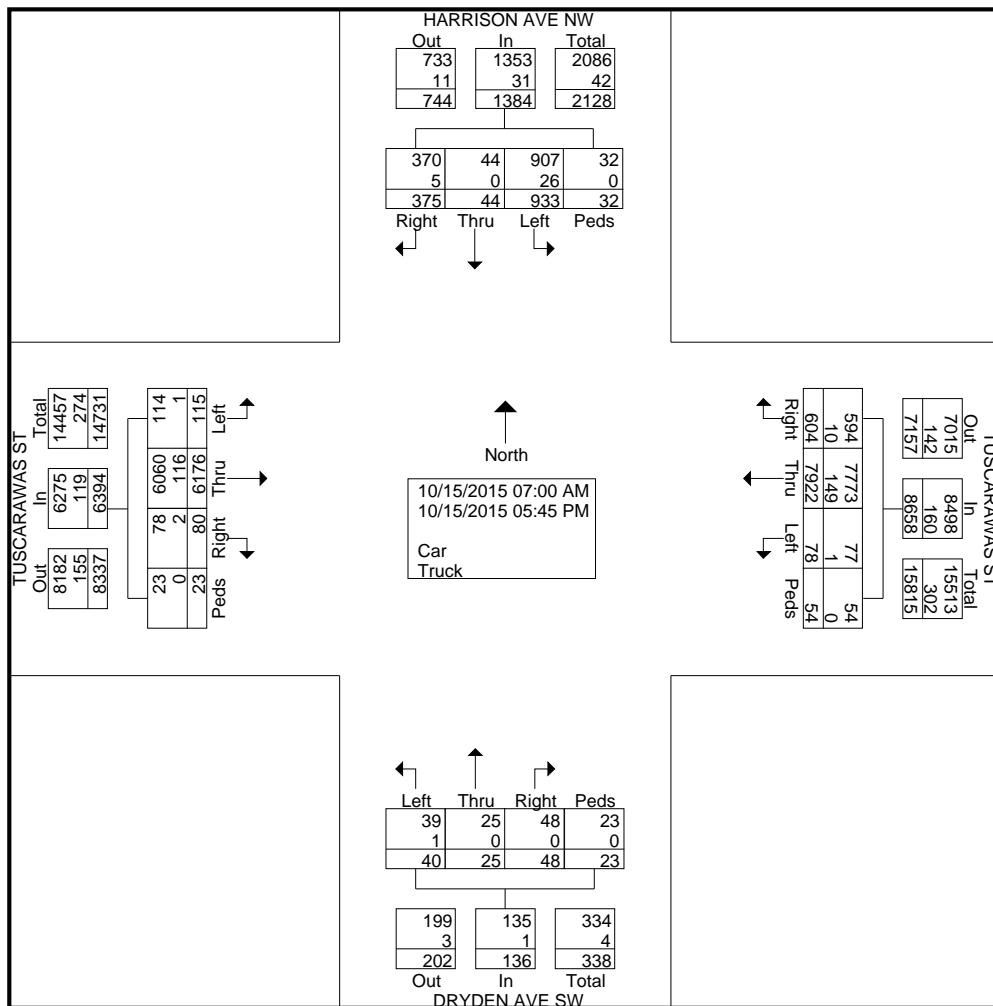 HARRISON AVE NW
Out In Total
733 1353 2086
11 31 42
744 1384 2128
370 44 907 32
5 0 26 0
375 44 933 32
Right Thru Left Peds
TUSCARAWAS ST
Total In Out
14457 6275 8182
274 119 155
14731 6394 8337
114 6060 78 23
1 116 2 0
115 6176 80 23
Left Thru Right Peds
North
10/15/2015 07:00 AM
10/15/2015 05:45 PM
Car
Truck
TUSCARAWAS ST
Out In Total
7015 8498 15513
142 160 302
7157 8658 15815
594 7773 77 54
10 149 1 0
604 7922 78 54
Right Thru Left Peds
Left Thru Right Peds
39 25 48 23
1 0 0 0
40 25 48 23
199 135 334
3 1 4
202 136 338
Out In Total
DRYDEN AVE SW